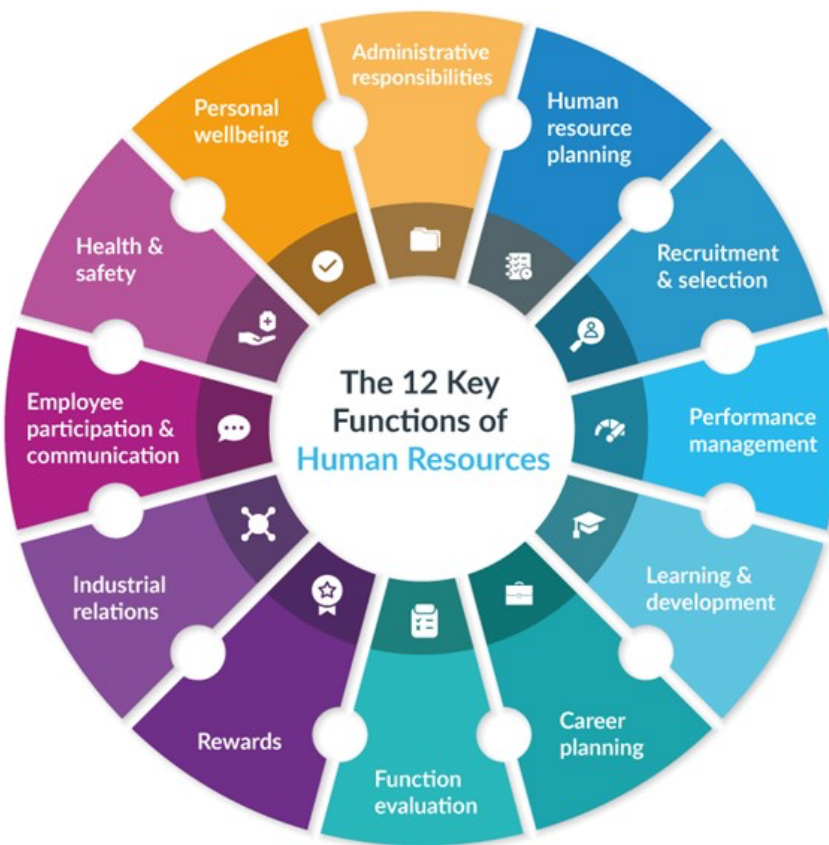 The 12 Key
Functions of
Human Resources
Administrative
responsibilities
Human
resource
planning
Recruitment
& selection
Performance
management
Learning &
development
Career
planning
Function
evaluation
Rewards
Industrial
relations
Employee
participation &
communication
Health &
safety
Personal
wellbeing